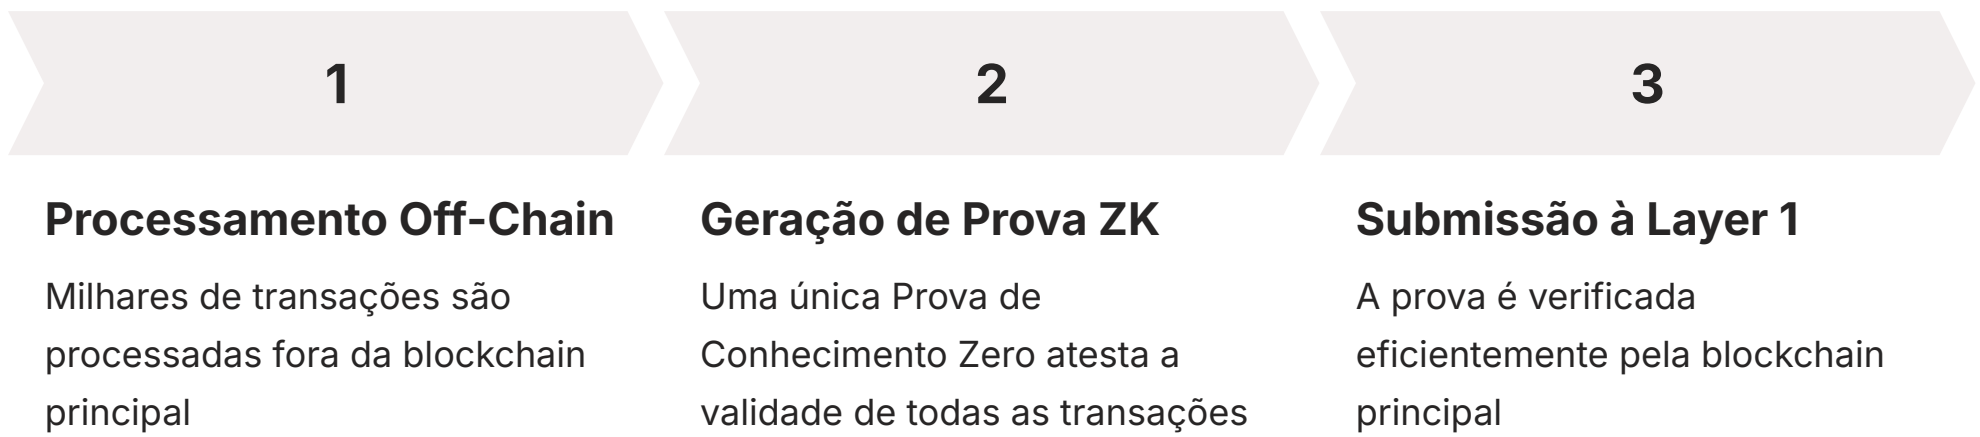 1
Processamento Off-Chain
Milhares de transações são
processadas fora da blockchain
principal
2
Geração de Prova ZK
Uma única Prova de
Conhecimento Zero atesta a
validade de todas as transações
3
Submissão à Layer 1
A prova é verificada
eficientemente pela blockchain
principal